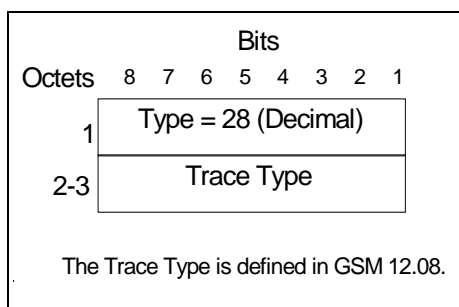 Bits
Octets 8 7 6 5 4 3 2 1
1 Type = 28 (Decimal)
2-3 Trace Type
The Trace Type is defined in GSM 12.08.